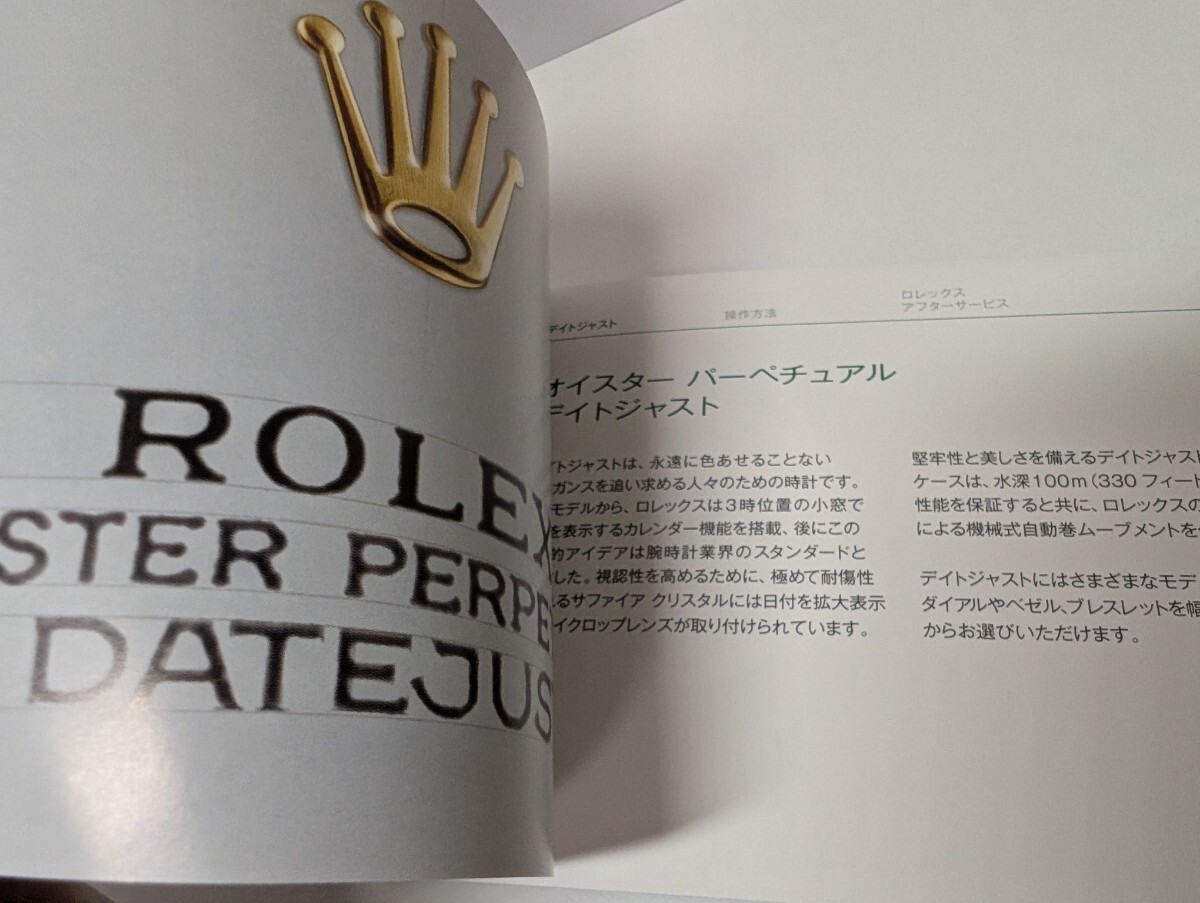 ROLEX
STER PERPE
DATEJUS
デイトジャスト
操作方法
ロレックス
アフターサービス
オイスター パーペチュアル
デイトジャスト
イトジャストは、永遠に色あせることない
ガンスを追い求める人々のための時計です。
モデルから、ロレックスは3時位置の小窓で
を表示するカレンダー機能を搭載、後にこの
的アイデアは腕時計業界のスタンダードと
した。視認性を高めるために、極めて耐傷性
るサファイア クリスタルには日付を拡大表示
イクロップレンズが取り付けられています。
堅牢性と美しさを備えるデイトジャスト
ケースは、水深100m（330 フィート
性能を保証すると共に、ロレックスの
による機械式自動巻ムーブメントを
デイトジャストにはさまざまなモデ
ダイアルやベゼル、ブレスレットを幅
からお選びいただけます。